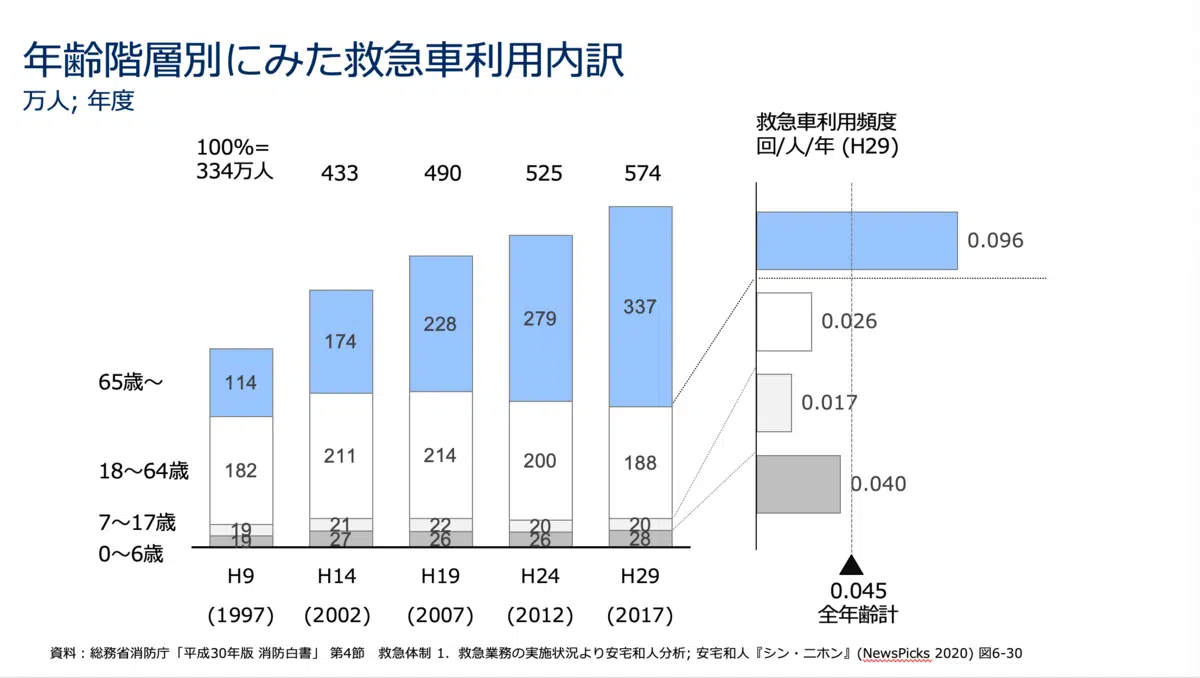 年齢階層別にみた救急車利用内訳
万人; 年度
100%=
334万人 433 490 525 574
65歳～ 114 174 228 279 337
18～64歳 182 211 214 200 188
7～17歳 19 21 22 20 20
0～6歳 19 27 26 26 28
H9 H14 H19 H24 H29
(1997) (2002) (2007) (2012) (2017)
救急車利用頻度
回/人/年 (H29)
0.096
0.026
0.017
0.040
0.045
全年齢計
資料：総務省消防庁「平成30年版 消防白書」 第4節 救急体制 1．救急業務の実施状況より安宅和人分析; 安宅和人『シン・ニホン』(NewsPicks 2020) 図6-30